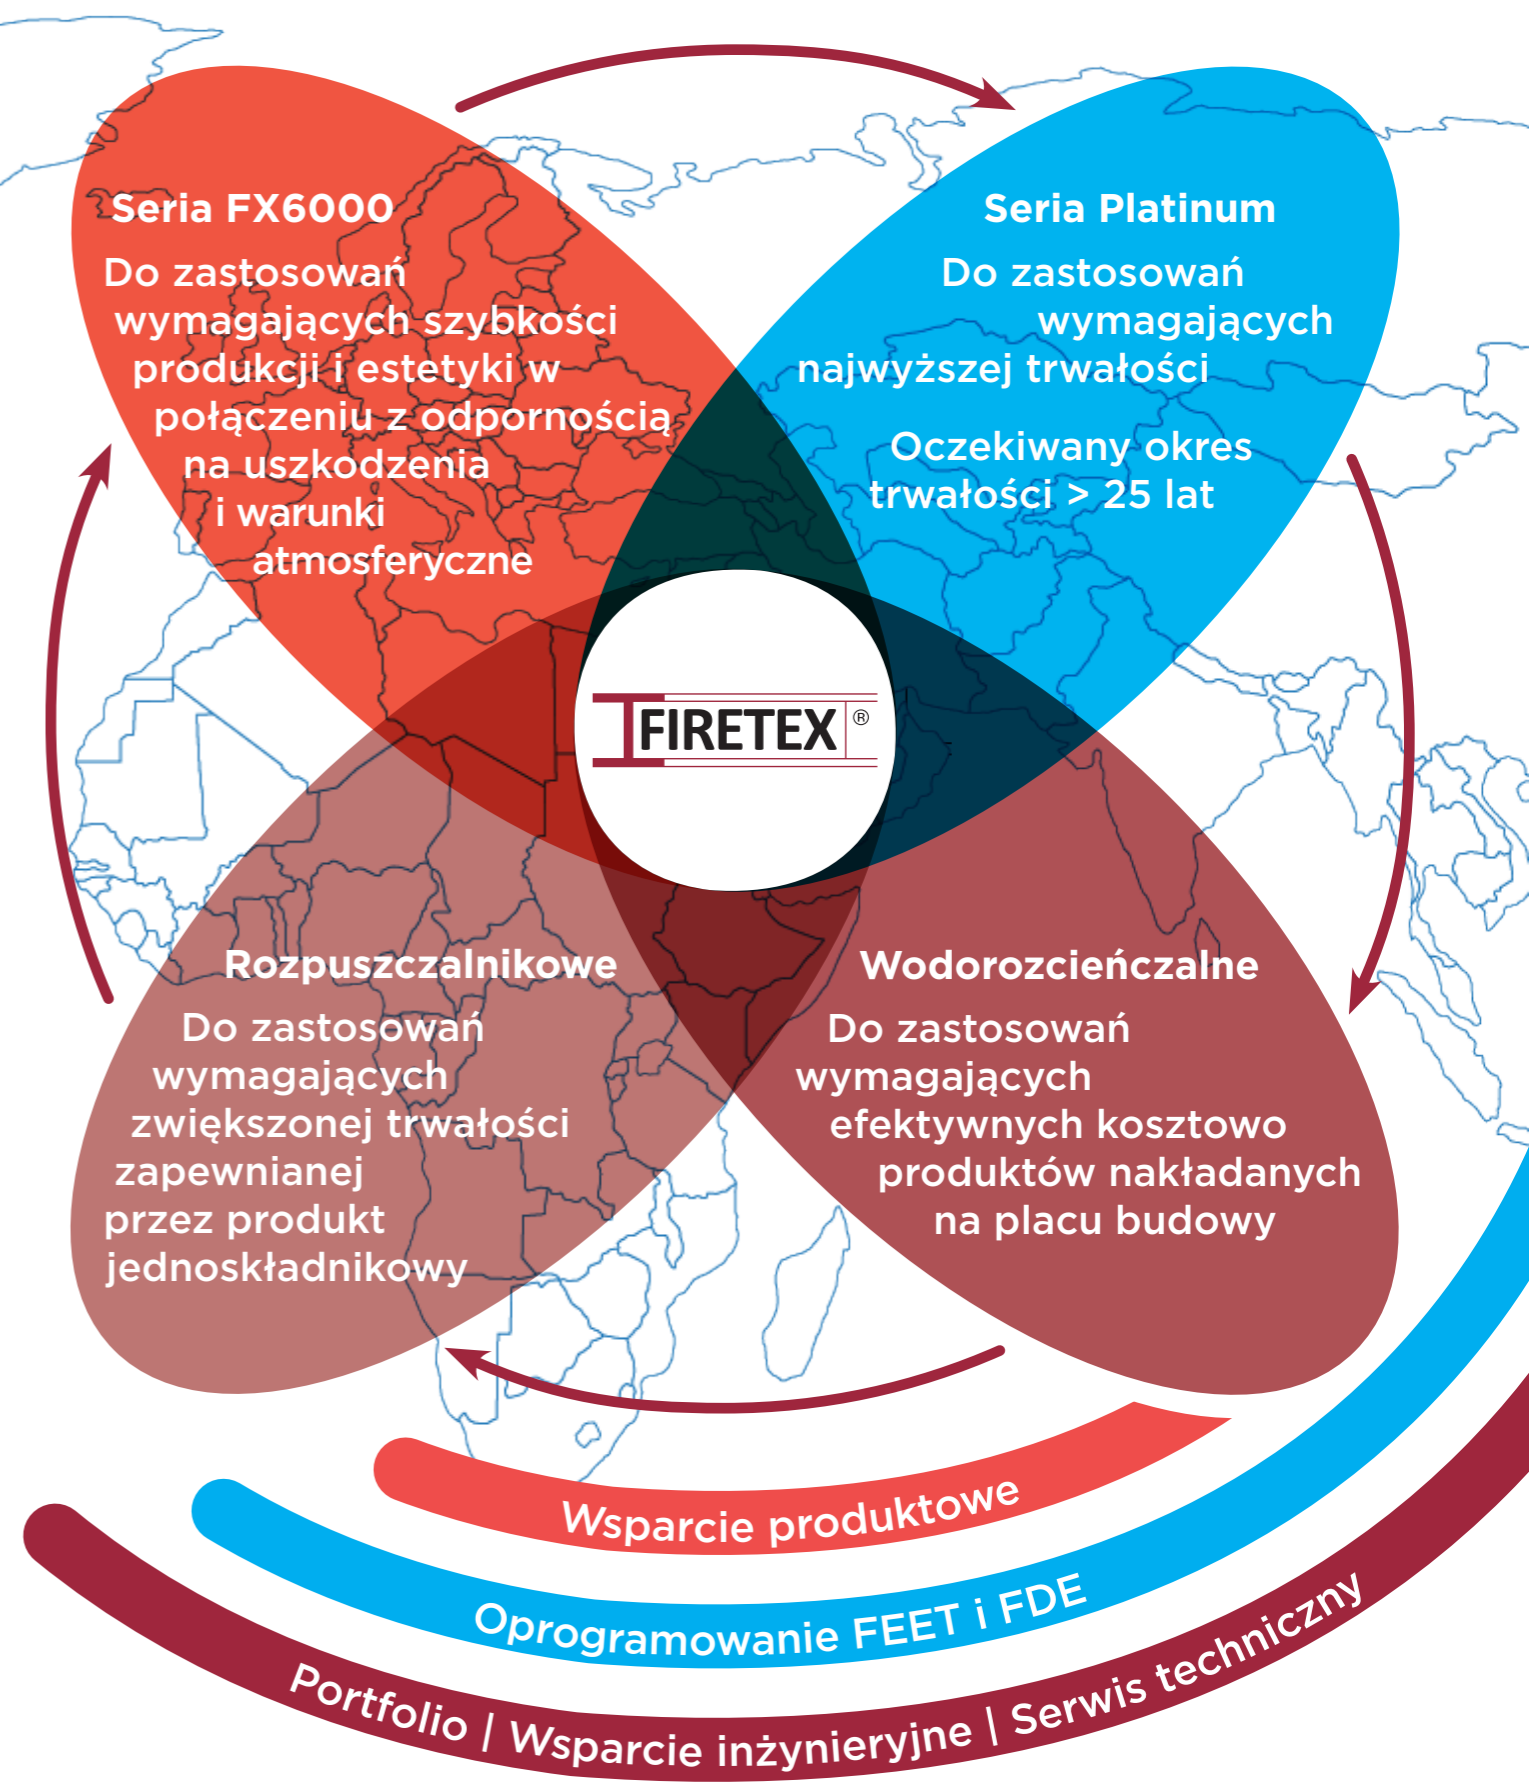 Seria FX6000
Do zastosowań
wymagających szybkości
produkcji i estetyki w
połączeniu z odpornością
na uszkodzenia
i warunki
atmosferyczne
Seria Platinum
Do zastosowań
wymagających
najwyższej trwałości
Oczekiwany okres
trwałości > 25 lat
FIRETEX ®
Rozpuszczalnikowe
Do zastosowań
wymagających
zwiększonej trwałości
zapewnianej
przez produkt
jednoskładnikowy
Wodorozcieńczalne
Do zastosowań
wymagających
efektywnych kosztowo
produktów nakładanych
na placu budowy
Wsparcie produktowe
Oprogramowanie FEET i FDE
Portfolio | Wsparcie inżynieryjne | Serwis techniczny